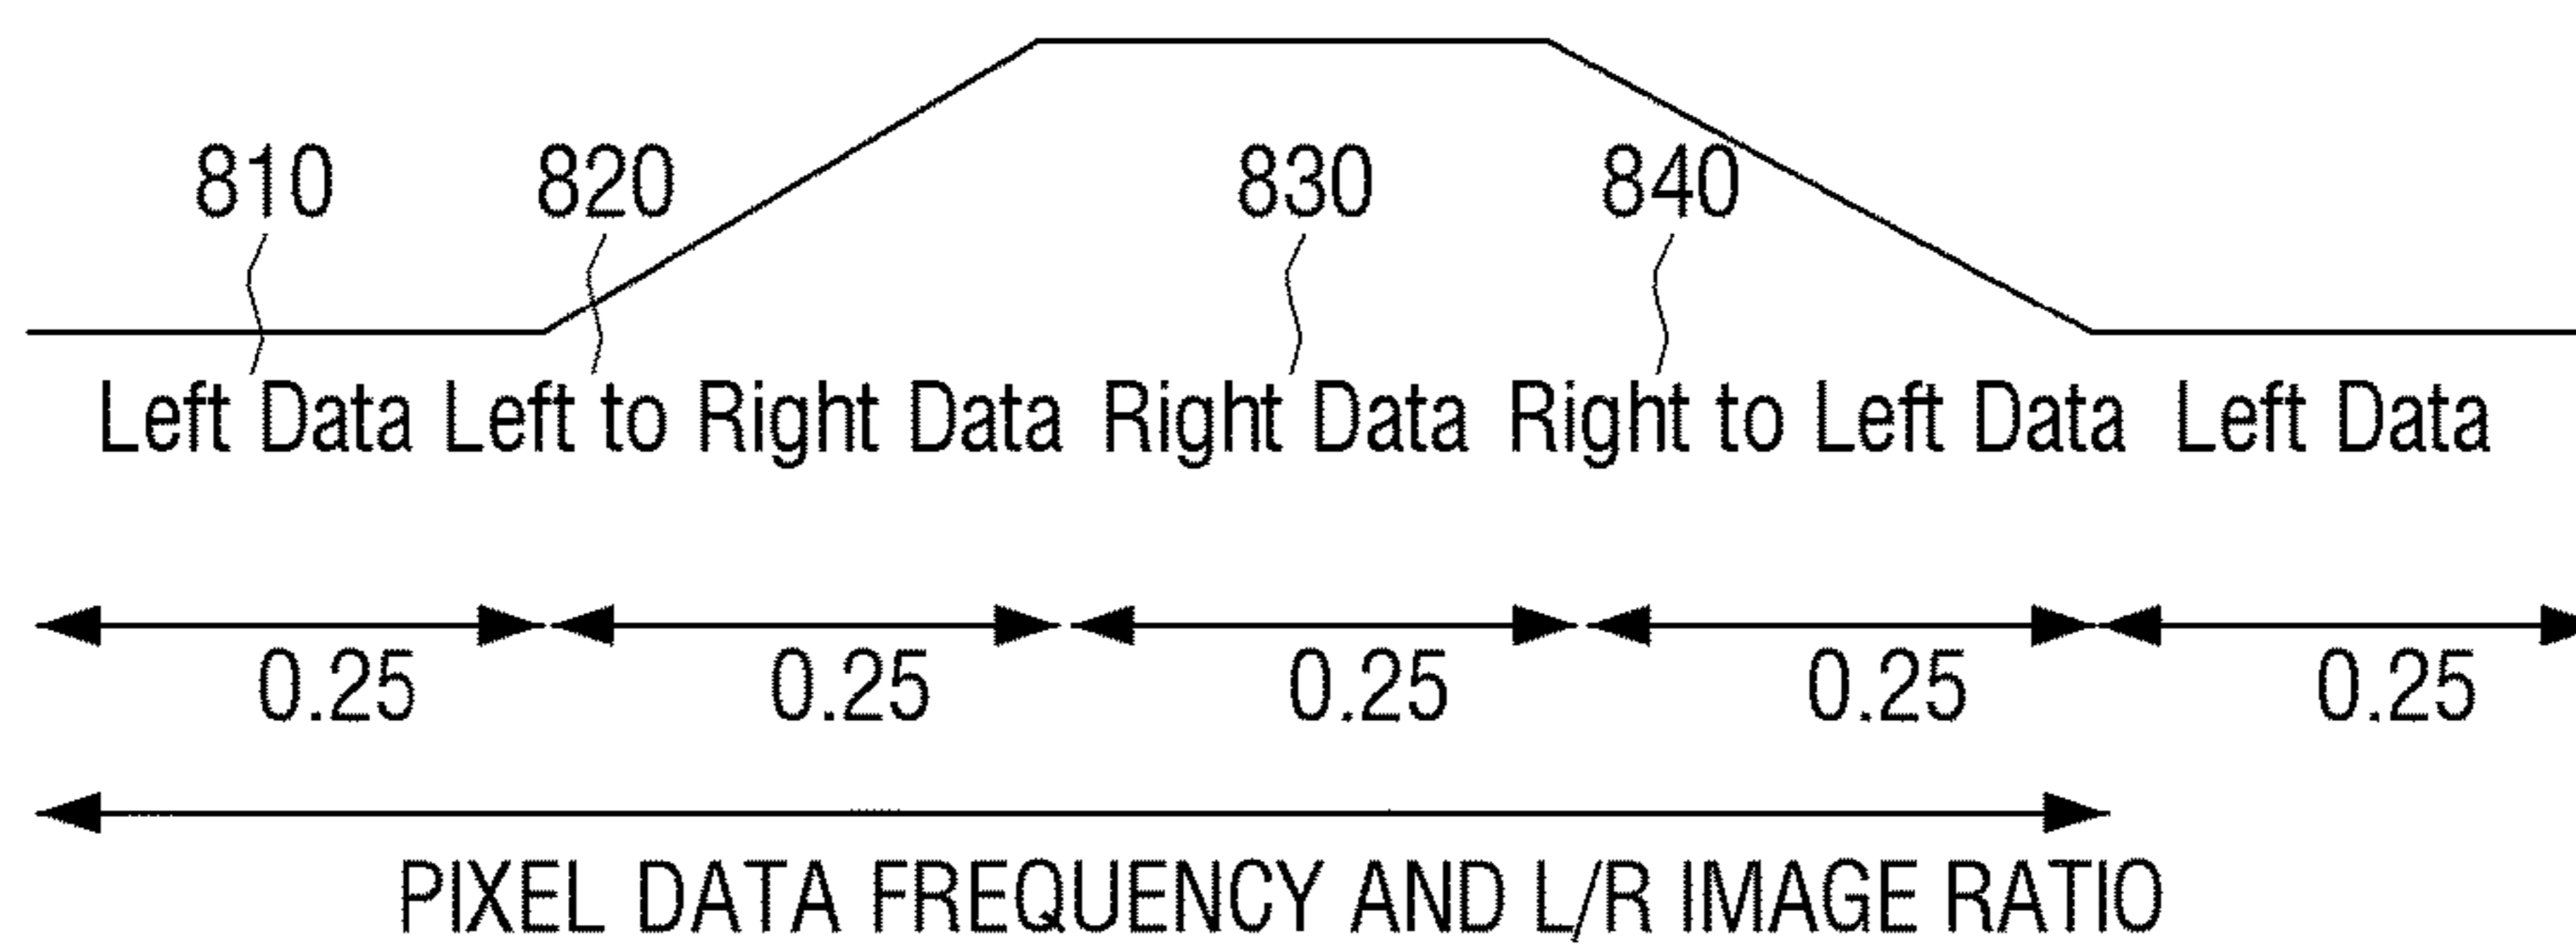 810 820 830 840
Left Data Left to Right Data Right Data Right to Left Data Left Data
0.25 0.25 0.25 0.25 0.25
PIXEL DATA FREQUENCY AND L/R IMAGE RATIO